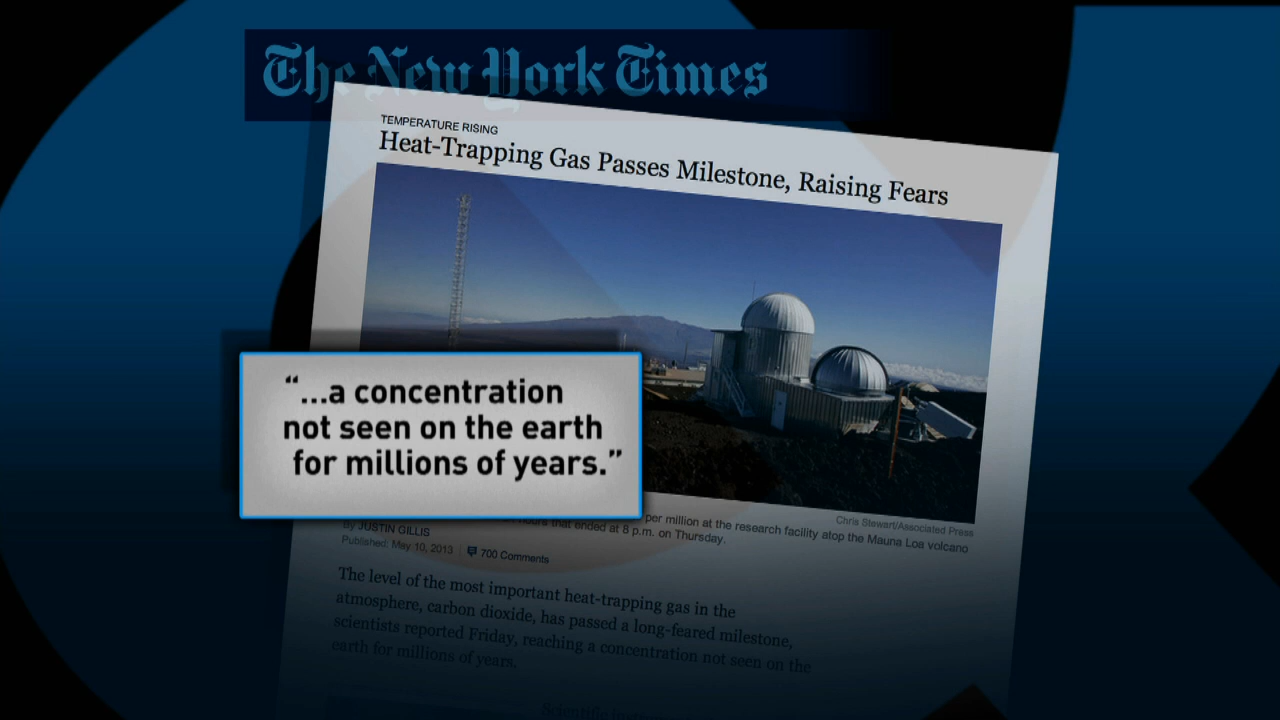 The New York Times
TEMPERATURE RISING
Heat-Trapping Gas Passes Milestone, Raising Fears
“...a concentration
not seen on the earth
for millions of years.”
Chris Stewart/Associated Press
per million at the research facility atop the Mauna Loa volcano
hours that ended at 8 p.m. on Thursday.
By JUSTIN GILLIS
Published: May 10, 2013
700 Comments
The level of the most important heat-trapping gas in the
atmosphere, carbon dioxide, has passed a long-feared milestone,
scientists reported Friday, reaching a concentration not seen on the
earth for millions of years.
Scientific